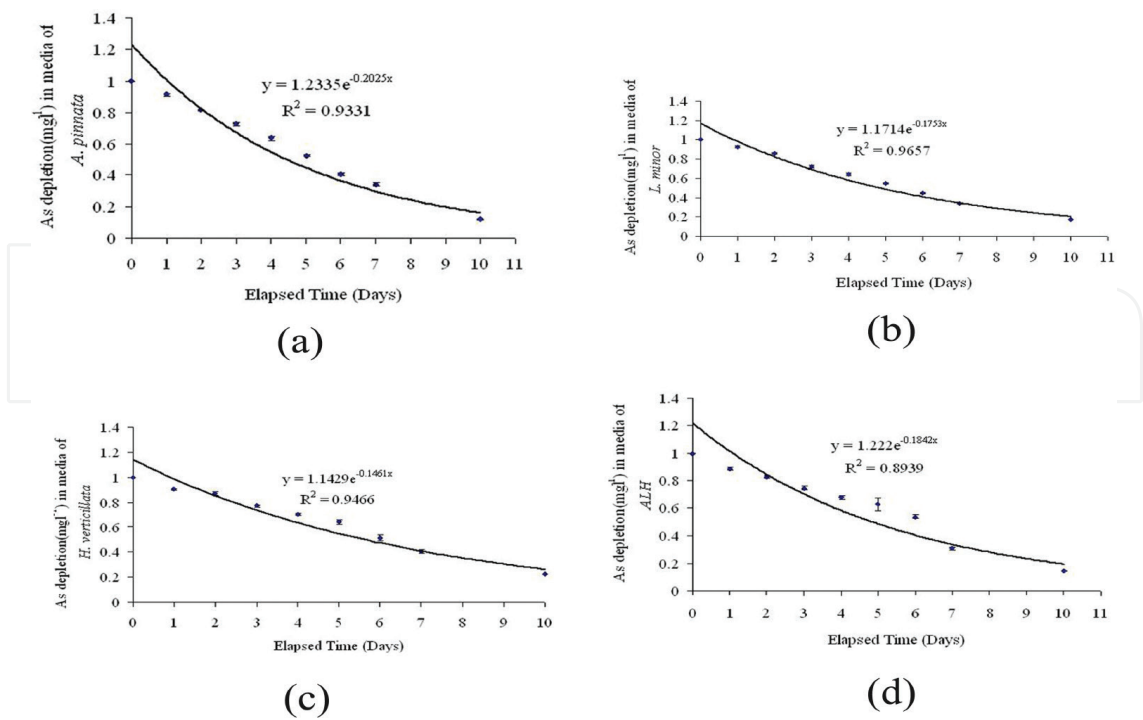 As depletion(mgl¹) in media of
A. pinnata
1.4
1.2
1
0.8
0.6
0.4
0.2
0
y = 1.2335e^-0.2025x
R² = 0.9331
0 1 2 3 4 5 6 7 8 9 10 11
Elapsed Time (Days)
(a)
As depletion(mgl¹) in media of
L. minor
1.4
1.2
1
0.8
0.6
0.4
0.2
0
y = 1.1714e^-0.1753x
R² = 0.9657
0 1 2 3 4 5 6 7 8 9 10 11
Elapsed Time (Days)
(b)
As depletion(mgl⁻¹) in media of
H. verticillata
1.4
1.2
1
0.8
0.6
0.4
0.2
0
y = 1.1429e^-0.1461x
R² = 0.9466
0 1 2 3 4 5 6 7 8 9 10
Elapsed Time (Days)
(c)
As depletion(mgl¹) in media of
ALH
1.4
1.2
1
0.8
0.6
0.4
0.2
0
y = 1.222e^-0.1842x
R² = 0.8939
0 1 2 3 4 5 6 7 8 9 10 11
Elapsed Time (Days)
(d)